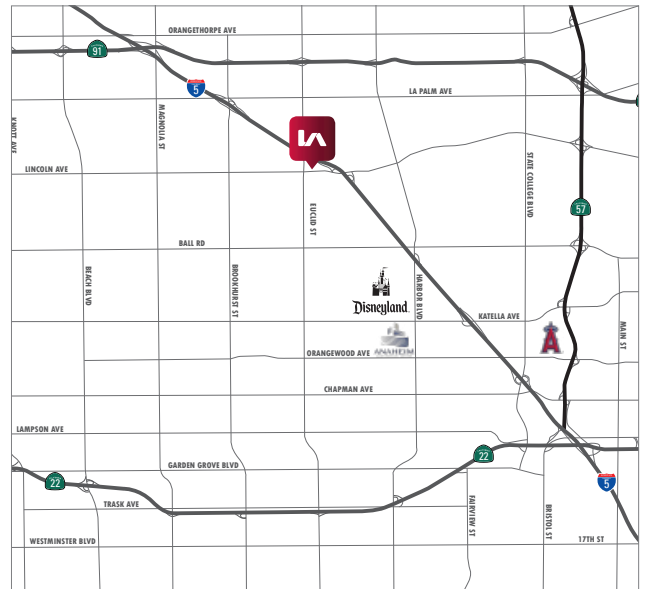 ORANGETHORPE AVE
91
5
LA PALM AVE
KNOTT AVE
MAGNOLIA ST
LINCOLN AVE
STATE COLLEGE BLVD
EUCLID ST
57
BALL RD
BEACH BLVD
BROOKHURST ST
HARBOR BLVD
Disneyland
KATELLA AVE
MAIN ST
A
ORANGEWOOD AVE
ANAHEIM
CHAPMAN AVE
LAMPSON AVE
22
GARDEN GROVE BLVD
22
5
TRASK AVE
FAIRVIEW ST
BRISTOL ST
WESTMINSTER BLVD
17TH ST